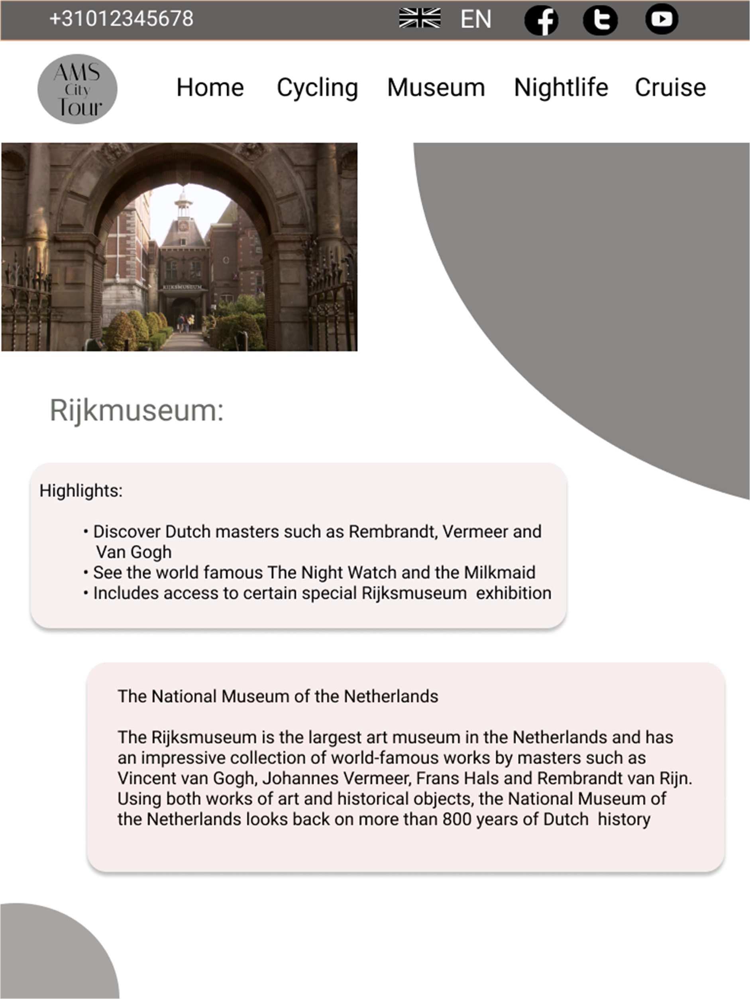 +31012345678 EN
AMS
City
Tour
Home Cycling Museum Nightlife Cruise
RIJKSMUSEUM
Rijkmuseum:
Highlights:
• Discover Dutch masters such as Rembrandt, Vermeer and
Van Gogh
• See the world famous The Night Watch and the Milkmaid
• Includes access to certain special Rijksmuseum  exhibition
The National Museum of the Netherlands
The Rijksmuseum is the largest art museum in the Netherlands and has
an impressive collection of world-famous works by masters such as
Vincent van Gogh, Johannes Vermeer, Frans Hals and Rembrandt van Rijn.
Using both works of art and historical objects, the National Museum of
the Netherlands looks back on more than 800 years of Dutch  history